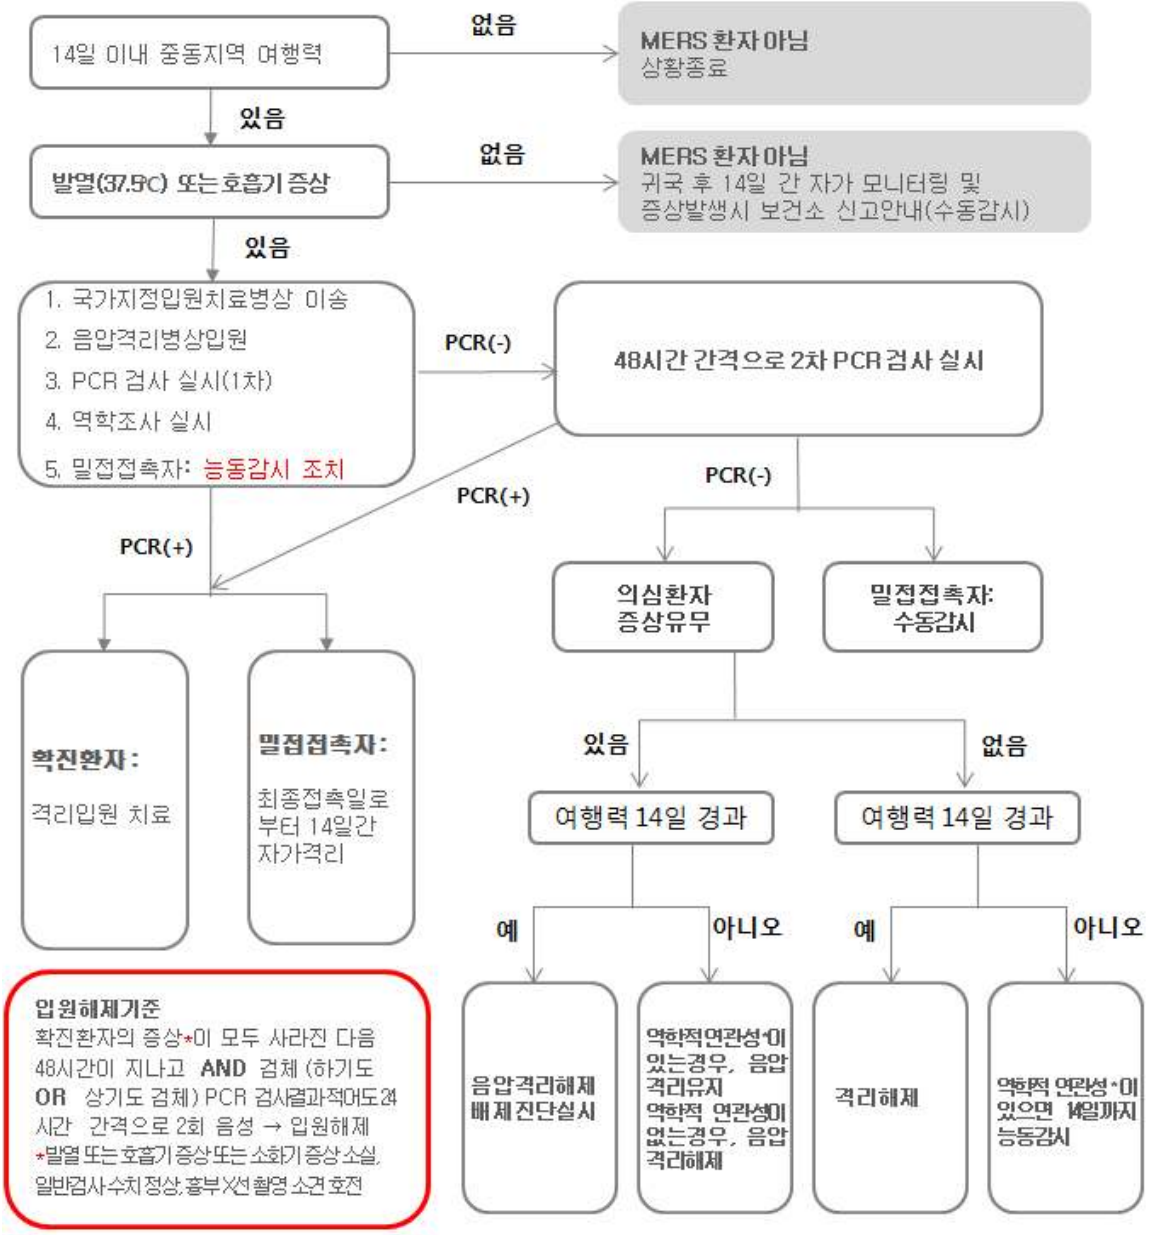 14일 이내 중동지역 여행력
없음
MERS 환자 아님
상황종료
있음
발열(37.5℃) 또는 호흡기 증상
없음
MERS 환자 아님
귀국 후 14일 간 자가 모니터링 및
증상발생시 보건소 신고안내(수동감시)
있음
1. 국가지정입원치료병상 이송
2. 음압격리병상입원
3. PCR 검사 실시(1차)
4. 역학조사 실시
5. 밀접접촉자: 능동감시 조치
PCR(-)
48시간 간격으로 2차 PCR 검사 실시
PCR(+)
PCR(+)
PCR(-)
의심환자
증상유무
밀접접촉자:
수동감시
확진환자 :
격리입원 치료
밀접접촉자 :
최종접촉일로
부터 14일간
자가격리
있음
없음
여행력 14일 경과
여행력 14일 경과
예
아니오
예
아니오
음압격리해제
배제진단실시
역학적연관성*이
있는경우, 음압
격리유지
역학적 연관성이
없는경우, 음압
격리해제
격리해제
역학적 연관성*이
있으면 14일까지
능동감시
입원해제기준
확진환자의 증상*이 모두 사라진 다음
48시간이 지나고 AND 검체 (하기도
OR 상기도 검체) PCR 검사결과 적어도 24
시간 간격으로 2회 음성 → 입원해제
*발열 또는 호흡기 증상 또는 소화기 증상 소실,
일반검사 수치 정상, 흉부 X선 촬영 소견 호전